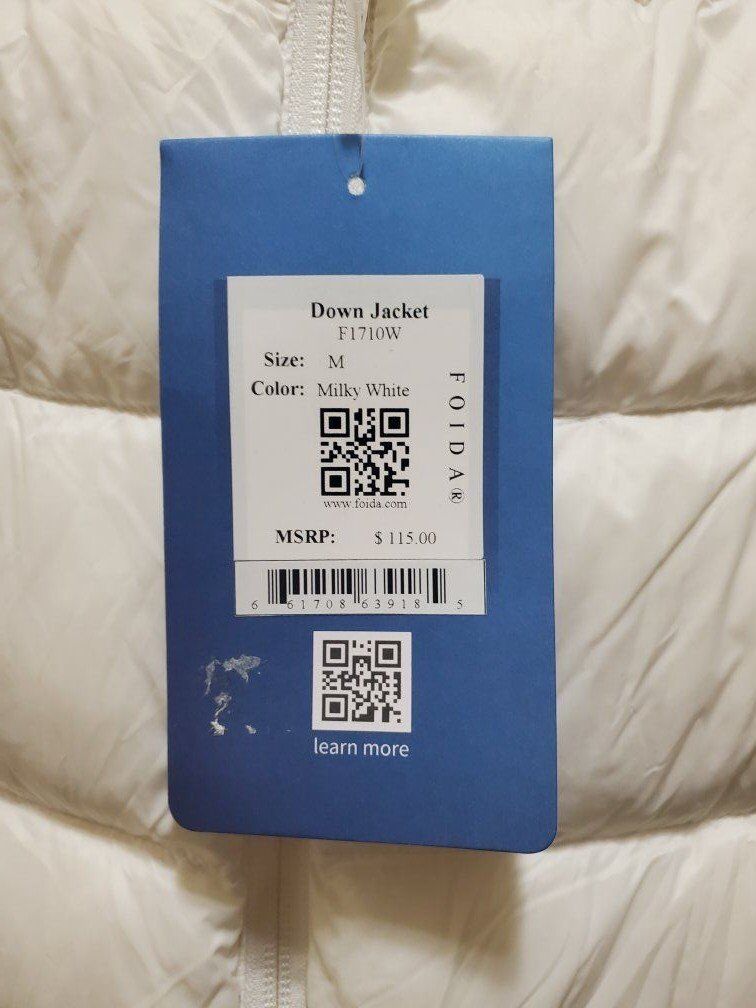 Down Jacket
F1710W
Size: M
Color: Milky White
FOIDA®
www.foida.com
MSRP: $ 115.00
6 61708 63918 5
learn more